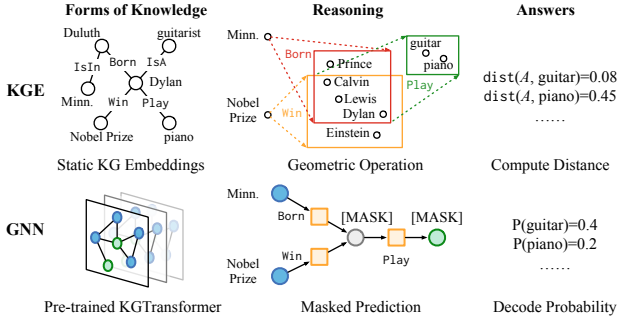 Forms of Knowledge
Reasoning
Answers
KGE
Duluth
guitarist
Born
IsA
IsIn
Dylan
Minn.
Win
Play
Nobel Prize
piano
Static KG Embeddings
Minn.
Born
Prince
Calvin
Lewis
Dylan
Nobel
Prize
Win
Einstein
guitar
piano
Play
Geometric Operation
dist(A, guitar)=0.08
dist(A, piano)=0.45
......
Compute Distance
GNN
Pre-trained KGTransformer
Minn.
Born
[MASK]
[MASK]
Win
Play
Nobel
Prize
Masked Prediction
P(guitar)=0.4
P(piano)=0.2
......
Decode Probability